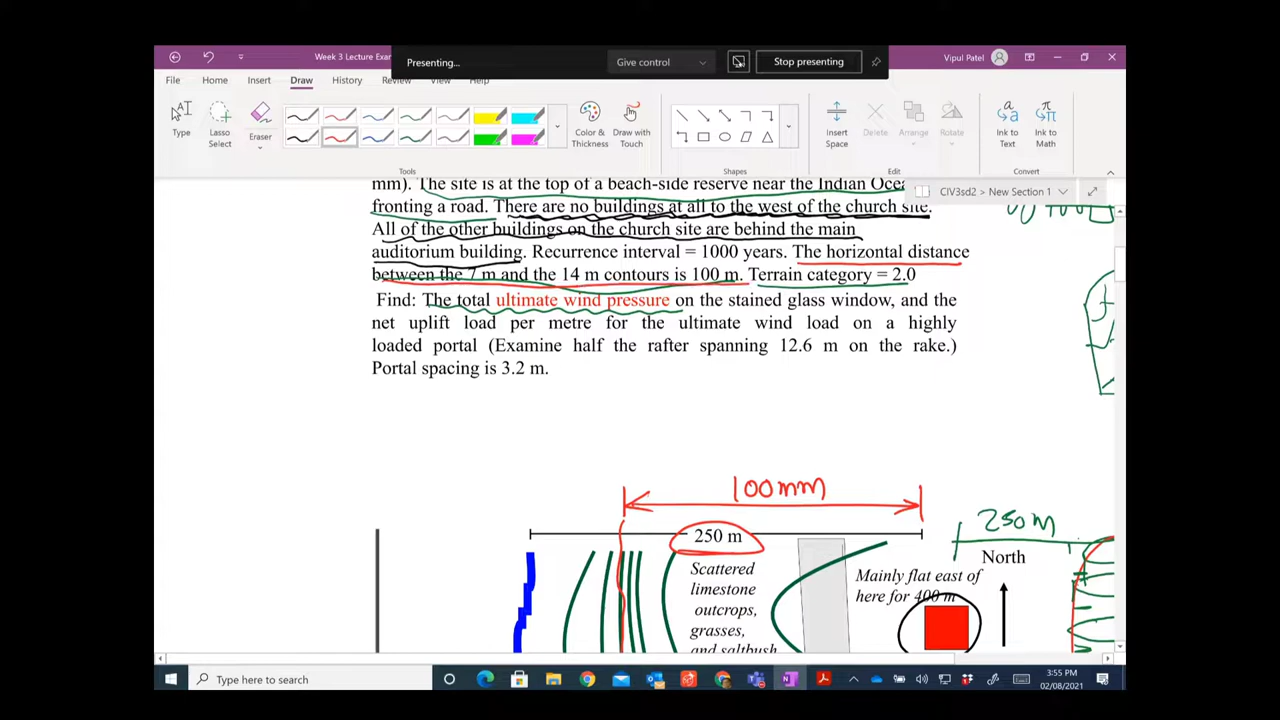 Presenting...
Give control
Stop presenting
Week 3 Lecture Exa
Vipul Patel
File Home Insert Draw History Review View Help
Type
Lasso Select
Eraser
Color & Thickness
Draw with Touch
Insert Space
Delete
Arrange
Rotate
Ink to Text
Ink to Math
Tools
Shapes
Edit
Convert
CIV3sd2 > New Section 1
mm). The site is at the top of a beach-side reserve near the Indian Ocea
fronting a road. There are no buildings at all to the west of the church site.
All of the other buildings on the church site are behind the main
auditorium building. Recurrence interval = 1000 years. The horizontal distance
between the 7 m and the 14 m contours is 100 m. Terrain category = 2.0
Find: The total ultimate wind pressure on the stained glass window, and the
net uplift load per metre for the ultimate wind load on a highly
loaded portal (Examine half the rafter spanning 12.6 m on the rake.)
Portal spacing is 3.2 m.
100mm
250 m
250m
North
Scattered
limestone
outcrops,
grasses,
and saltbush
Mainly flat east of
here for 400 m
Type here to search
3:55 PM
02/08/2021